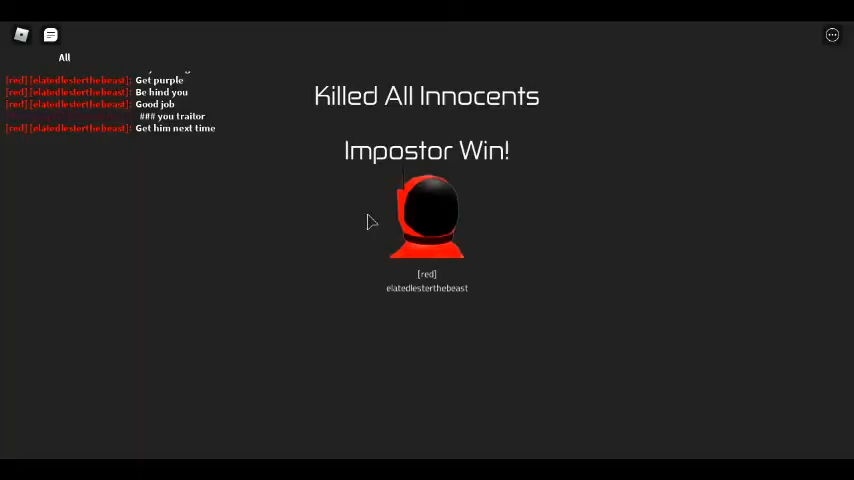 All
[red] [elatedlesterthebeast]: Get purple
[red] [elatedlesterthebeast]: Be hind you
[red] [elatedlesterthebeast]: Good job
### you traitor
[red] [elatedlesterthebeast]: Get him next time
Killed All Innocents
Impostor Win!
[red]
elatedlesterthebeast